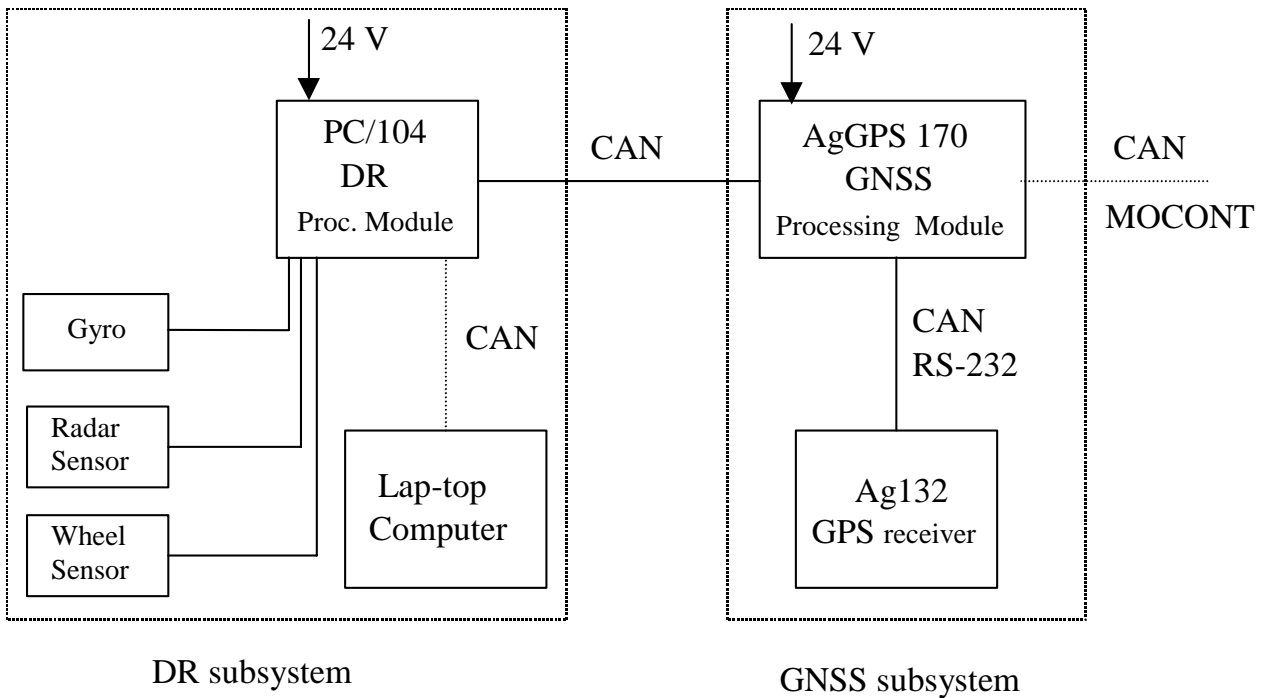 24 V
PC/104
DR
Proc. Module
Gyro
Radar
Sensor
Wheel
Sensor
CAN
Lap-top
Computer
DR subsystem
CAN
24 V
AgGPS 170
GNSS
Processing Module
CAN
RS-232
Ag132
GPS receiver
GNSS subsystem
CAN
MOCONT